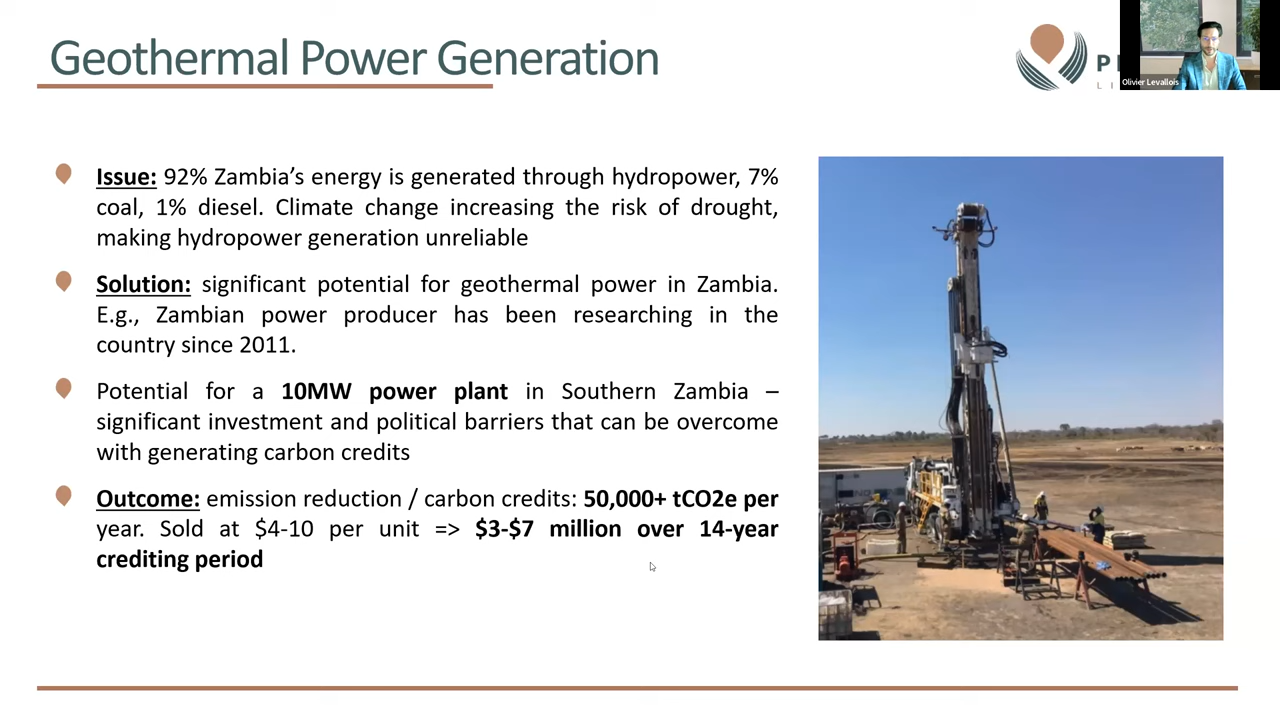 Geothermal Power Generation
Olivier Levallois
Issue: 92% Zambia’s energy is generated through hydropower, 7%
coal, 1% diesel. Climate change increasing the risk of drought,
making hydropower generation unreliable
Solution: significant potential for geothermal power in Zambia.
E.g., Zambian power producer has been researching in the
country since 2011.
Potential for a 10MW power plant in Southern Zambia –
significant investment and political barriers that can be overcome
with generating carbon credits
Outcome: emission reduction / carbon credits: 50,000+ tCO2e per
year. Sold at $4-10 per unit => $3-$7 million over 14-year
crediting period